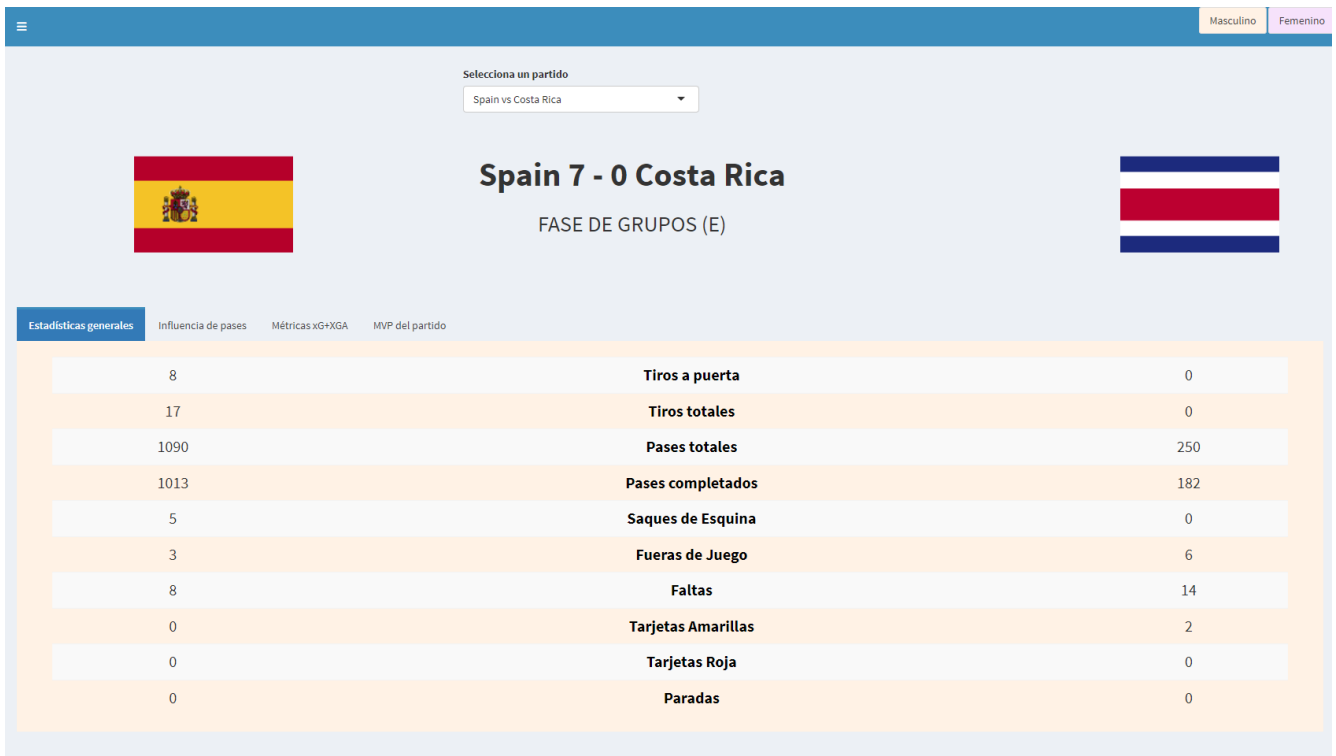 Masculino Femenino
Selecciona un partido
Spain vs Costa Rica
Spain 7 - 0 Costa Rica
FASE DE GRUPOS (E)
Estadísticas generales Influencia de pases Métricas xG+XGA MVP del partido
8 Tiros a puerta 0
17 Tiros totales 0
1090 Pases totales 250
1013 Pases completados 182
5 Saques de Esquina 0
3 Fueras de Juego 6
8 Faltas 14
0 Tarjetas Amarillas 2
0 Tarjetas Roja 0
0 Paradas 0